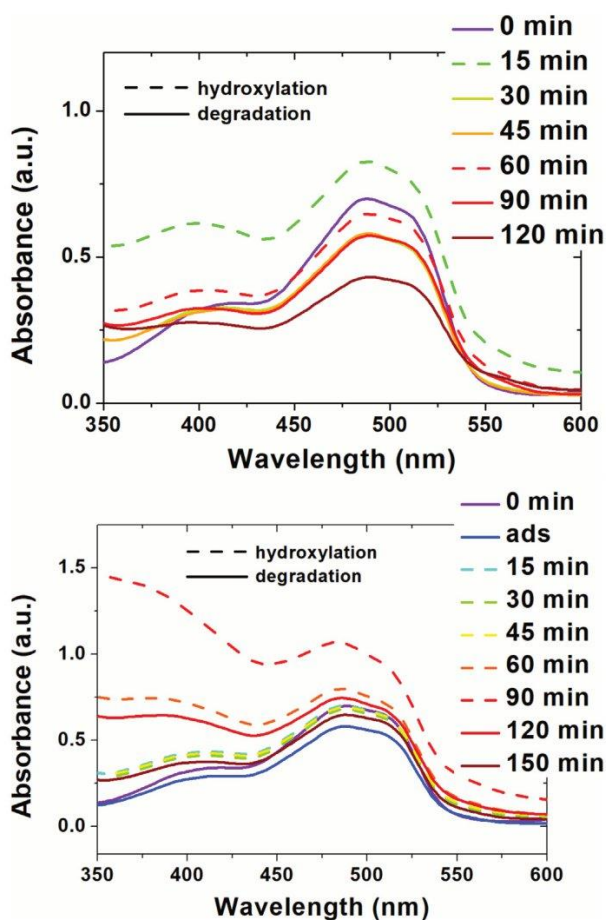 0 min
15 min
30 min
45 min
60 min
90 min
120 min
hydroxylation
degradation
1.0
0.5
0.0
350 400 450 500 550 600
Absorbance (a.u.)
Wavelength (nm)
0 min
ads
15 min
30 min
45 min
60 min
90 min
120 min
150 min
hydroxylation
degradation
1.5
1.0
0.5
0.0
350 400 450 500 550 600
Absorbance (a.u.)
Wavelength (nm)